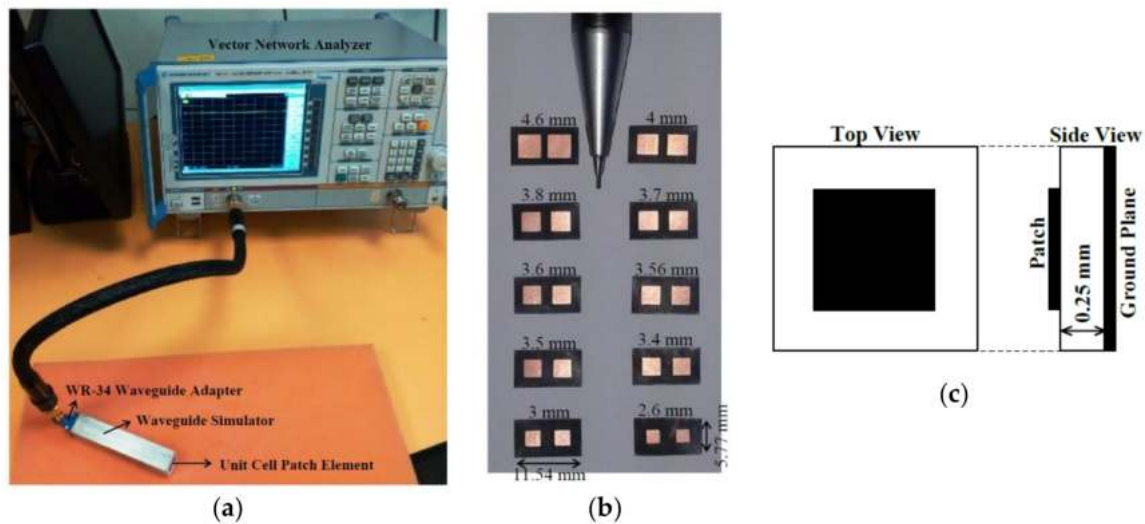 Vector Network Analyzer
WR-34 Waveguide Adapter
Waveguide Simulator
Unit Cell Patch Element
(a)
4.6 mm
4 mm
3.8 mm
3.7 mm
3.6 mm
3.56 mm
3.5 mm
3.4 mm
3 mm
2.6 mm
11.54 mm
5.77 mm
(b)
Top View
Side View
Patch
0.25 mm
Ground Plane
(c)